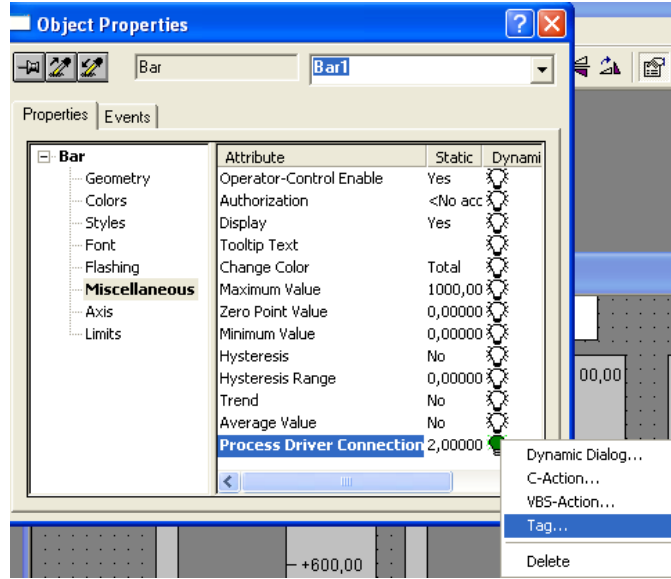 Object Properties
Bar Bar1
Properties Events
Bar
Geometry
Colors
Styles
Font
Flashing
Miscellaneous
Axis
Limits
Attribute Static Dynami
Operator-Control Enable Yes
Authorization <No acc
Display Yes
Tooltip Text
Change Color Total
Maximum Value 1000,00
Zero Point Value 0,00000
Minimum Value 0,00000
Hysteresis No
Hysteresis Range 0,00000
Trend No
Average Value No
Process Driver Connection 2,00000
00,00
Dynamic Dialog...
C-Action...
VBS-Action...
Tag...
Delete
+600,00